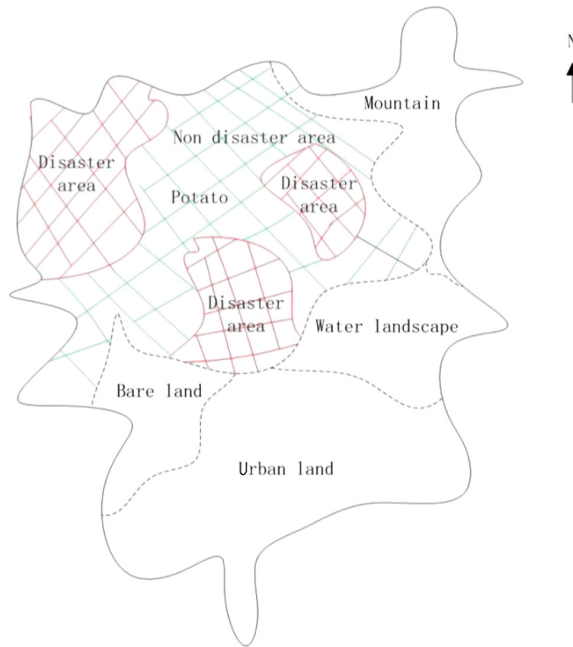 N
Mountain
Non disaster area
Disaster
area
Disaster
area
Potato
Disaster
area
Water landscape
Bare land
Urban land